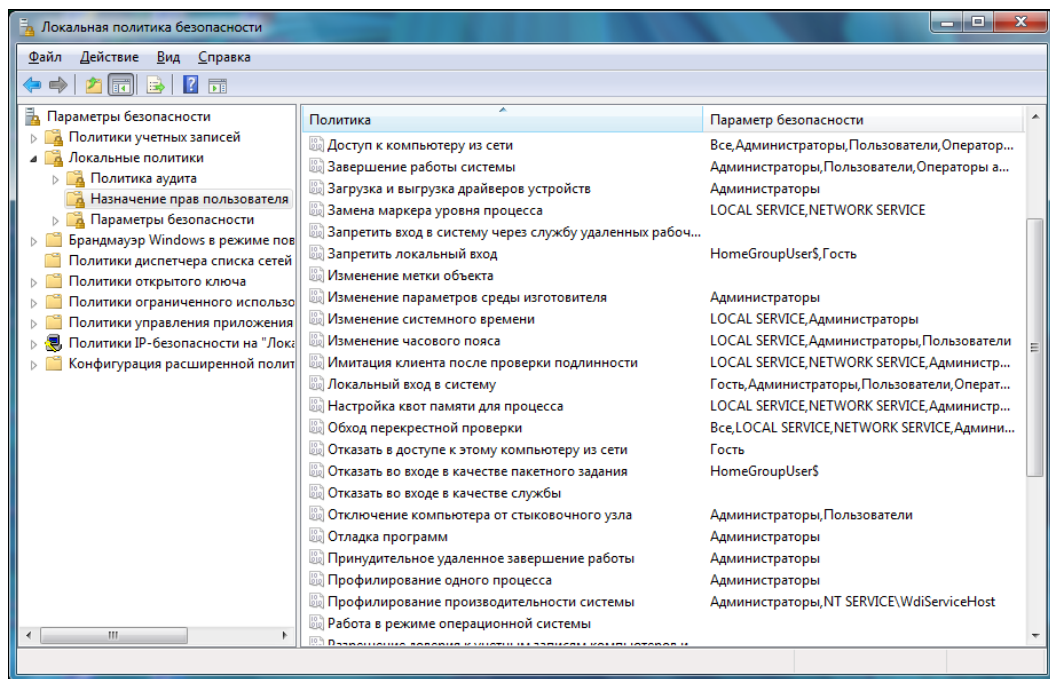 Локальная политика безопасности
Файл Действие Вид Справка
Параметры безопасности
Политики учетных записей
Локальные политики
Политика аудита
Назначение прав пользователя
Параметры безопасности
Брандмауэр Windows в режиме пов
Политики диспетчера списка сетей
Политики открытого ключа
Политики ограниченного использо
Политики управления приложения
Политики IP-безопасности на "Лока
Конфигурация расширенной полит
Политика Параметр безопасности
Доступ к компьютеру из сети Все,Администраторы,Пользователи,Оператор...
Завершение работы системы Администраторы,Пользователи,Операторы а...
Загрузка и выгрузка драйверов устройств Администраторы
Замена маркера уровня процесса LOCAL SERVICE,NETWORK SERVICE
Запретить вход в систему через службу удаленных рабоч...
Запретить локальный вход HomeGroupUser$,Гость
Изменение метки объекта
Изменение параметров среды изготовителя Администраторы
Изменение системного времени LOCAL SERVICE,Администраторы
Изменение часового пояса LOCAL SERVICE,Администраторы,Пользователи
Имитация клиента после проверки подлинности LOCAL SERVICE,NETWORK SERVICE,Администр...
Локальный вход в систему Гость,Администраторы,Пользователи,Операт...
Настройка квот памяти для процесса LOCAL SERVICE,NETWORK SERVICE,Администр...
Обход перекрестной проверки Все,LOCAL SERVICE,NETWORK SERVICE,Админи...
Отказать в доступе к этому компьютеру из сети Гость
Отказать во входе в качестве пакетного задания HomeGroupUser$
Отказать во входе в качестве службы
Отключение компьютера от стыковочного узла Администраторы,Пользователи
Отладка программ Администраторы
Принудительное удаленное завершение работы Администраторы
Профилирование одного процесса Администраторы
Профилирование производительности системы Администраторы,NT SERVICE\WdiServiceHost
Работа в режиме операционной системы
Разрешение доверия к учетным записям компьютеров и